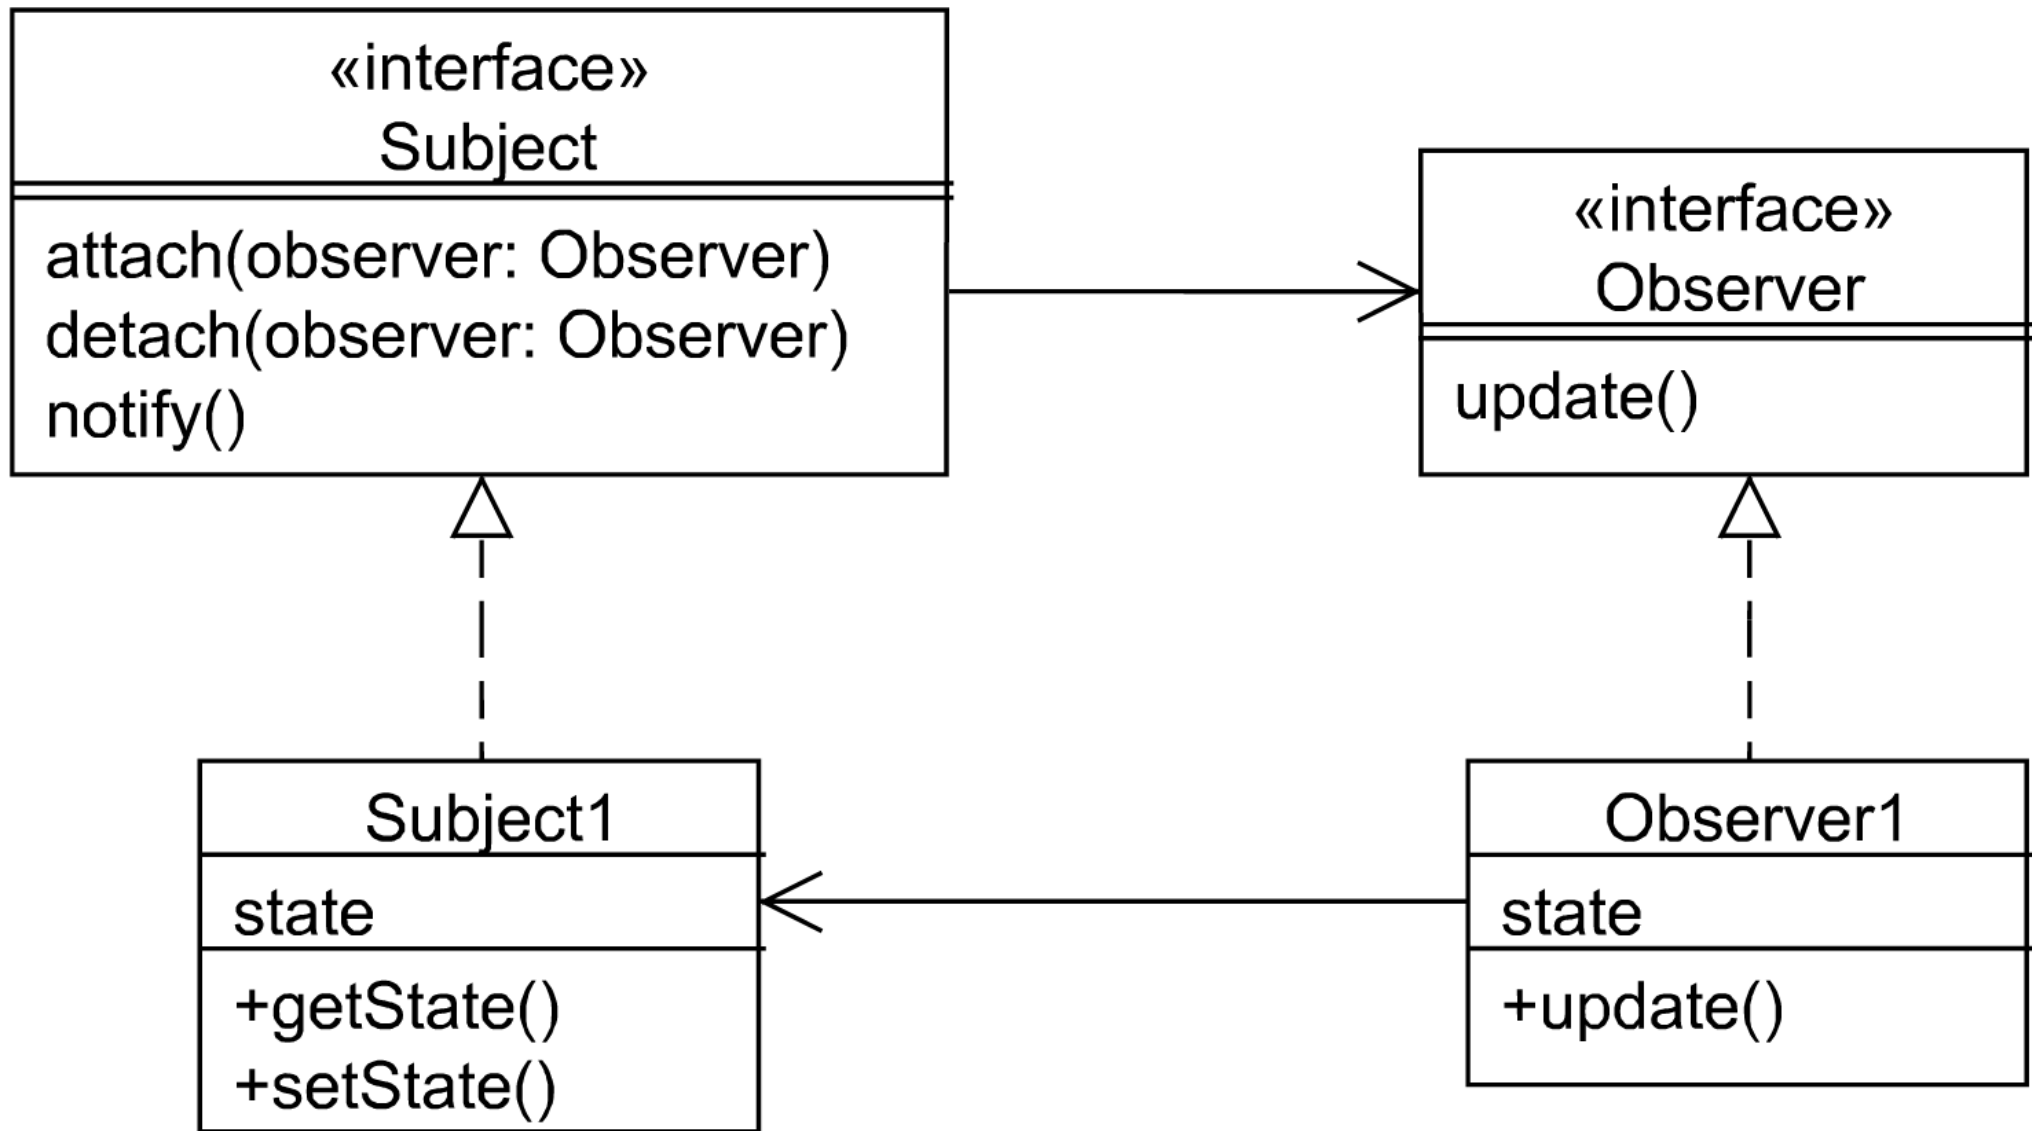 «interface»
Subject
attach(observer: Observer)
detach(observer: Observer)
notify()
«interface»
Observer
update()
Subject1
state
+getState()
+setState()
Observer1
state
+update()